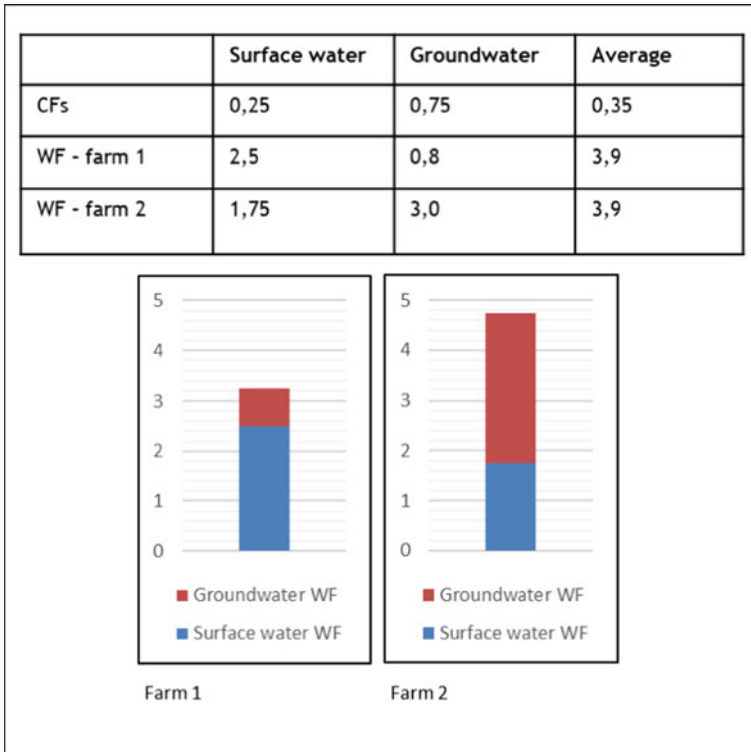 Surface water Groundwater Average
CFs 0,25 0,75 0,35
WF - farm 1 2,5 0,8 3,9
WF - farm 2 1,75 3,0 3,9
5
4
3
2
1
0
Groundwater WF
Surface water WF
Farm 1
5
4
3
2
1
0
Groundwater WF
Surface water WF
Farm 2